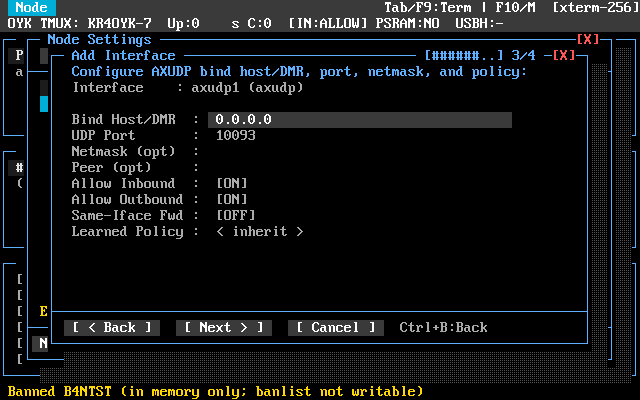 Node Tab/F9:Term | F10/M [xterm-256]
OYK TMUX: KR4OYK-7 Up:0 s C:0 [IN:ALLOW] PSRAM:NO USBH:-
Node Settings [X]
P Add Interface [######..] 3/4 [X]
a Configure AXUDP bind host/DMR, port, netmask, and policy:
Interface : axudp1 (axudp)
Bind Host/DMR : 0.0.0.0
UDP Port : 10093
Netmask (opt) :
# Peer (opt) :
( Allow Inbound : [ON]
Allow Outbound : [ON]
Same-Iface Fwd : [OFF]
Learned Policy : < inherit >
[
[
[ E
[ [ < Back ] [ Next > ] [ Cancel ] Ctrl+B:Back
[ N
[
Banned B4NTST (in memory only; banlist not writable)